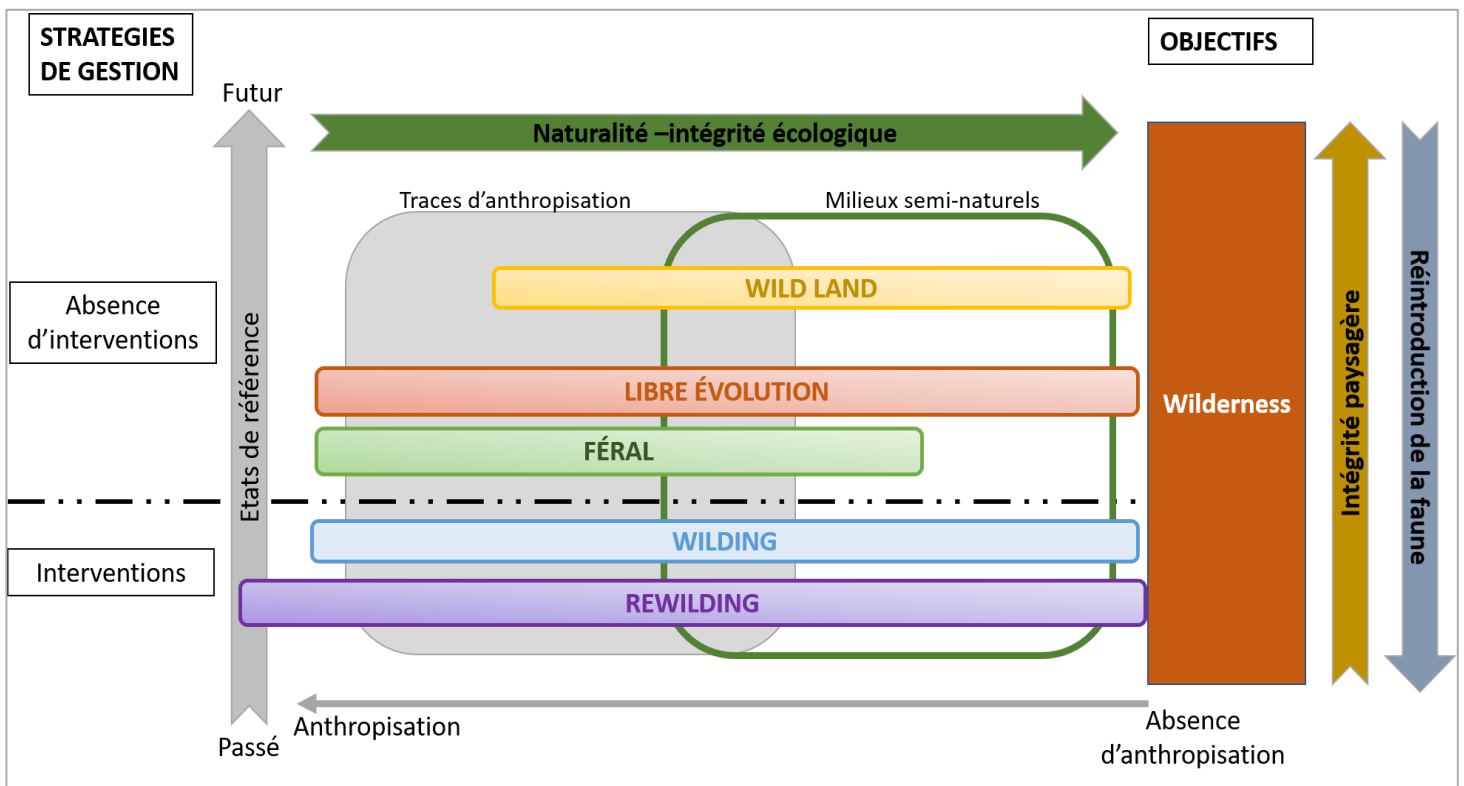 STRATEGIES
DE GESTION
OBJECTIFS
Futur
Naturalité –intégrité écologique
Traces d’anthropisation
Milieux semi-naturels
WILD LAND
Absence
d’interventions
Etats de référence
LIBRE ÉVOLUTION
Wilderness
Intégrité paysagère
Réintroduction de la faune
FÉRAL
WILDING
Interventions
REWILDING
Anthropisation
Absence
d’anthropisation
Passé